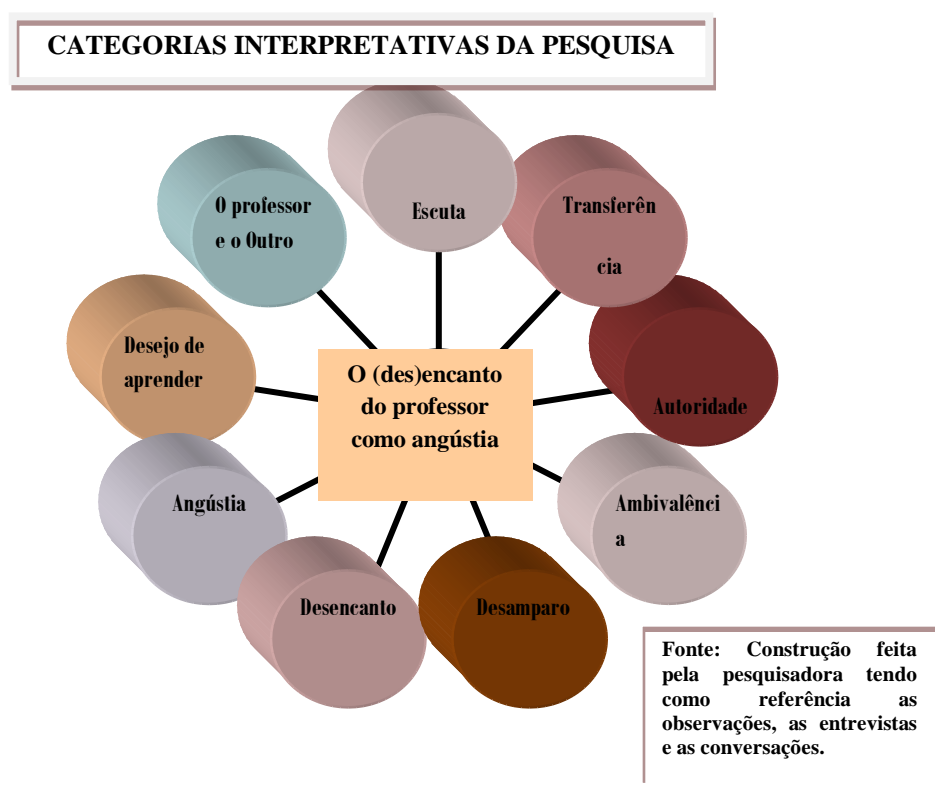 CATEGORIAS INTERPRETATIVAS DA PESQUISA
Escuta
Transferên
cia
Autoridade
Ambivalênci
a
Desamparo
Desencanto
Angústia
Desejo de
aprender
O professor
e o Outro
O (des)encanto
do professor
como angústia
Fonte: Construção feita
pela pesquisadora tendo
como referência as
observações, as entrevistas
e as conversações.